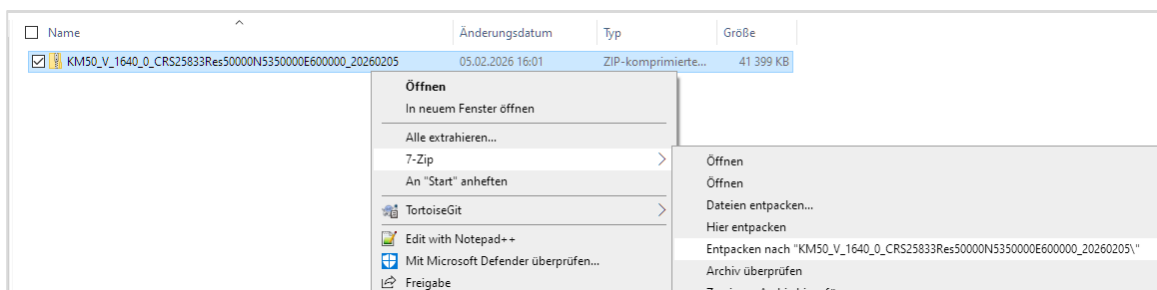 Name Änderungsdatum Typ Größe
KM50_V_1640_0_CRS25833Res50000N5350000E600000_20260205 05.02.2026 16:01 ZIP-komprimierte... 41 399 KB
Öffnen
In neuem Fenster öffnen
Alle extrahieren...
7-Zip
An "Start" anheften
TortoiseGit
Edit with Notepad++
Mit Microsoft Defender überprüfen...
Freigabe
Öffnen
Öffnen
Dateien entpacken...
Hier entpacken
Entpacken nach "KM50_V_1640_0_CRS25833Res50000N5350000E600000_20260205\"
Archiv überprüfen